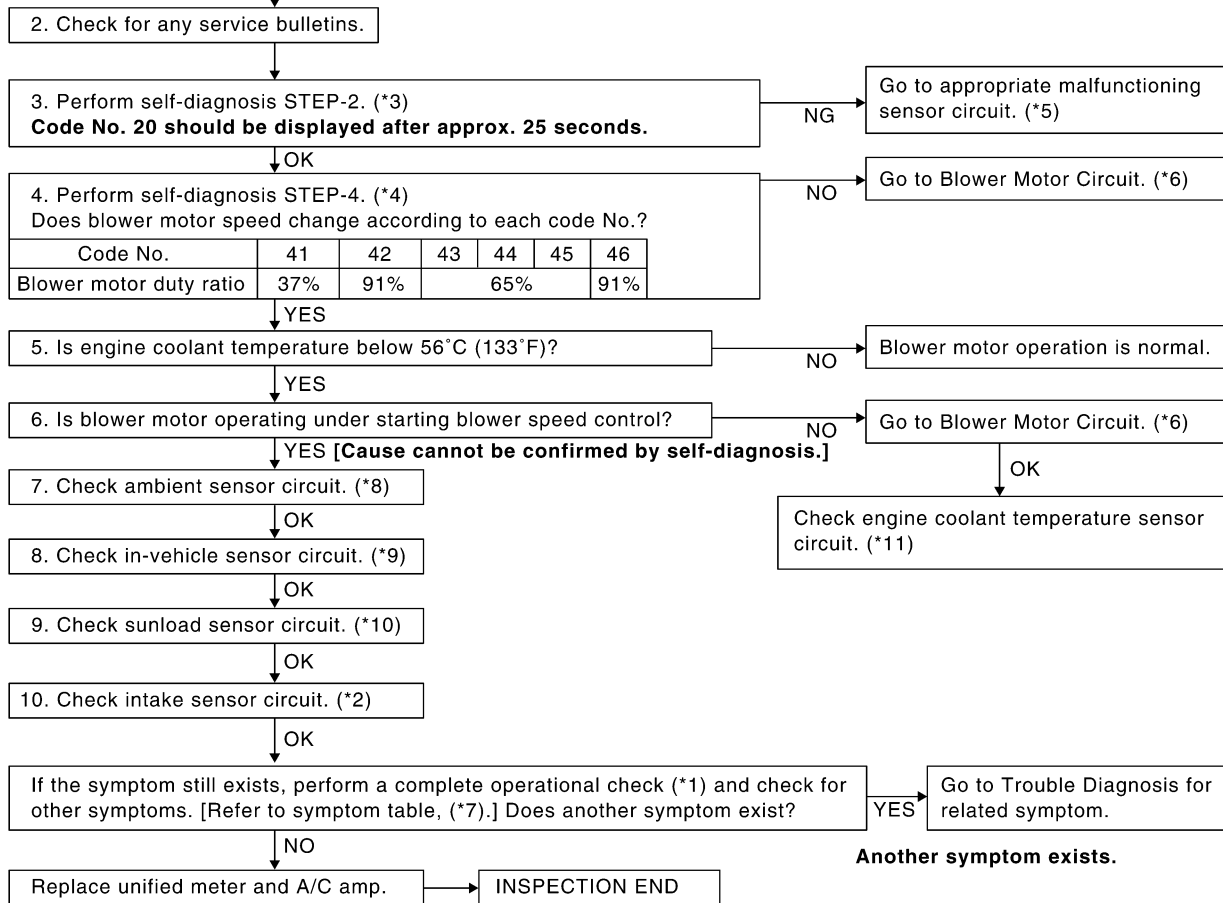 2. Check for any service bulletins.
3. Perform self-diagnosis STEP-2. (*3)
Code No. 20 should be displayed after approx. 25 seconds.
NG
Go to appropriate malfunctioning
sensor circuit. (*5)
OK
4. Perform self-diagnosis STEP-4. (*4)
Does blower motor speed change according to each code No.?
Code No. 41 42 43 44 45 46
Blower motor duty ratio 37% 91% 65% 91%
NO
Go to Blower Motor Circuit. (*6)
YES
5. Is engine coolant temperature below 56˚C (133˚F)?
NO
Blower motor operation is normal.
YES
6. Is blower motor operating under starting blower speed control?
NO
Go to Blower Motor Circuit. (*6)
OK
Check engine coolant temperature sensor
circuit. (*11)
YES [Cause cannot be confirmed by self-diagnosis.]
7. Check ambient sensor circuit. (*8)
OK
8. Check in-vehicle sensor circuit. (*9)
OK
9. Check sunload sensor circuit. (*10)
OK
10. Check intake sensor circuit. (*2)
OK
If the symptom still exists, perform a complete operational check (*1) and check for
other symptoms. [Refer to symptom table, (*7).] Does another symptom exist?
YES
Go to Trouble Diagnosis for
related symptom.
Another symptom exists.
NO
Replace unified meter and A/C amp.
INSPECTION END